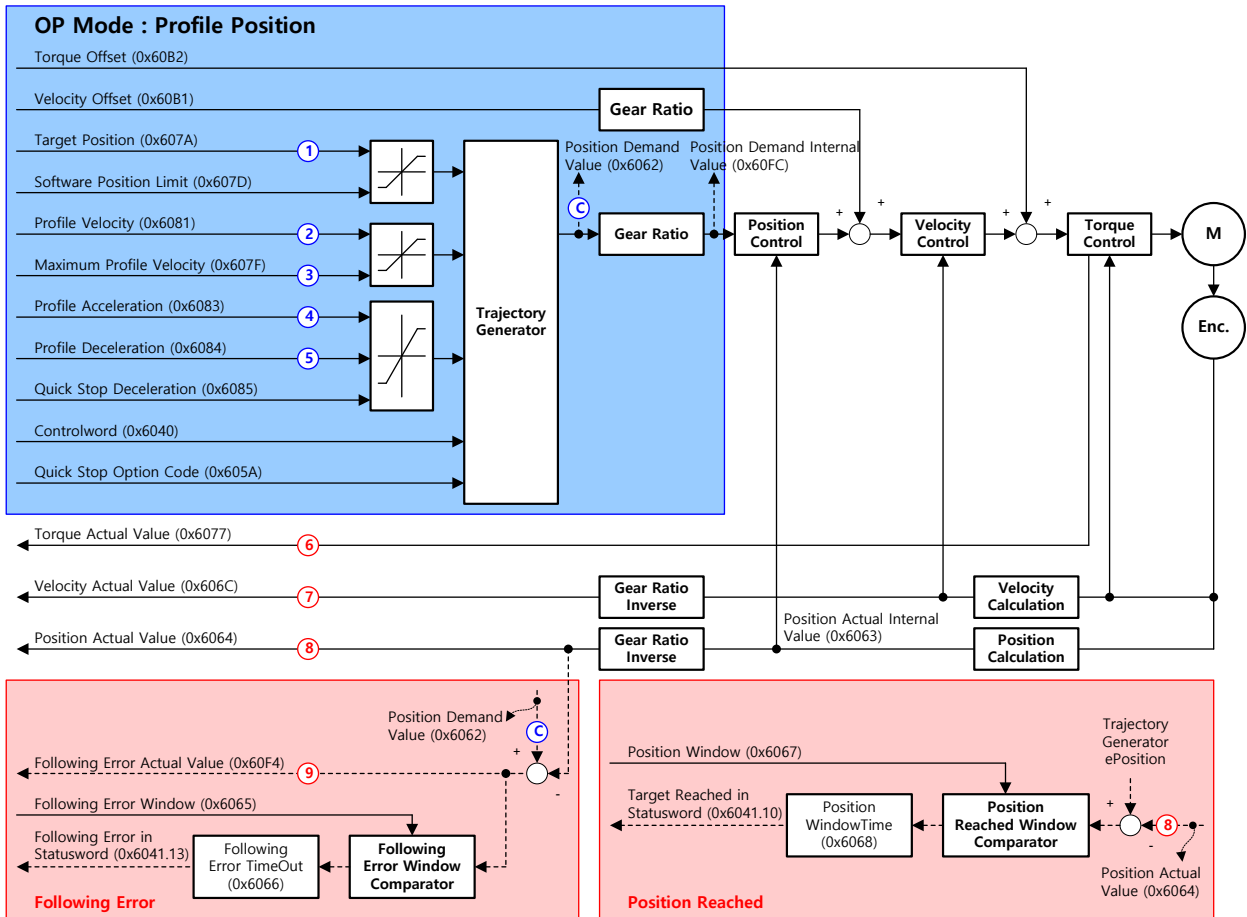 OP Mode : Profile Position
Torque Offset (0x60B2)
Velocity Offset (0x60B1)
Gear Ratio
Target Position (0x607A)
1
Position Demand
Value (0x6062)
Position Demand Internal
Value (0x60FC)
Software Position Limit (0x607D)
C
Profile Velocity (0x6081)
2
Gear Ratio
Position
Control
+
+
Velocity
Control
+
+
Torque
Control
M
Maximum Profile Velocity (0x607F)
3
Profile Acceleration (0x6083)
4
Trajectory
Generator
Enc.
Profile Deceleration (0x6084)
5
Quick Stop Deceleration (0x6085)
Controlword (0x6040)
Quick Stop Option Code (0x605A)
Torque Actual Value (0x6077)
6
Velocity Actual Value (0x606C)
7
Gear Ratio
Inverse
Velocity
Calculation
Position Actual Value (0x6064)
8
Gear Ratio
Inverse
Position Actual Internal
Value (0x6063)
Position
Calculation
Position Demand
Value (0x6062)
C
+
-
Following Error Actual Value (0x60F4)
9
Following Error Window (0x6065)
Following Error in
Statusword (0x6041.13)
Following
Error TimeOut
(0x6066)
Following
Error Window
Comparator
Following Error
Trajectory
Generator
ePosition
Position Window (0x6067)
Target Reached in
Statusword (0x6041.10)
Position
WindowTime
(0x6068)
Position
Reached Window
Comparator
+
-
8
Position Actual
Value (0x6064)
Position Reached